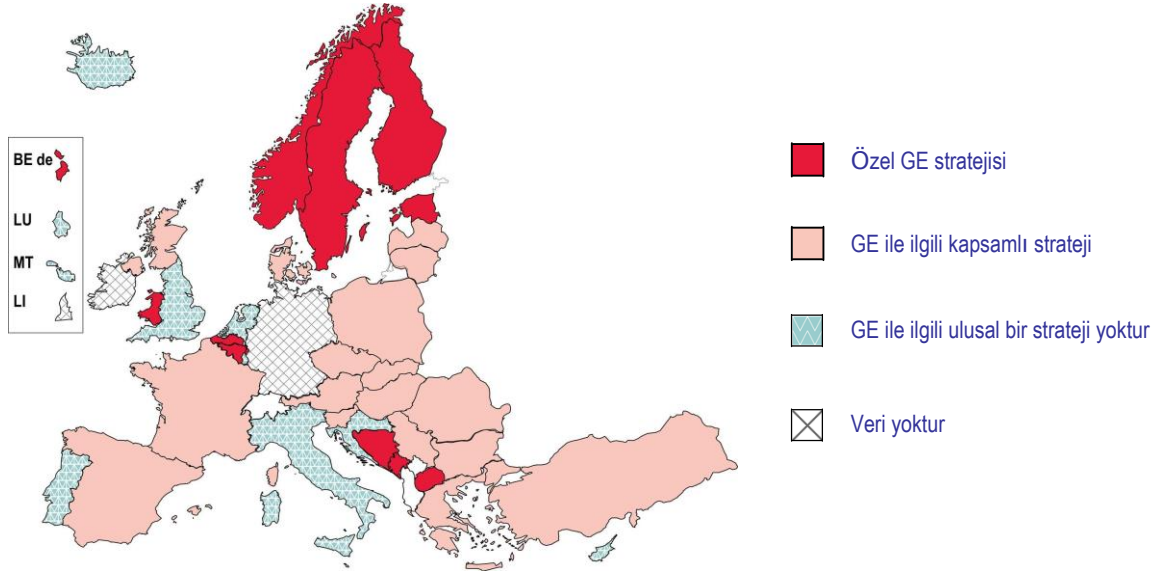 BE de
LU
MT
LI
Özel GE stratejisi
GE ile ilgili kapsamlı strateji
GE ile ilgili ulusal bir strateji yoktur
Veri yoktur